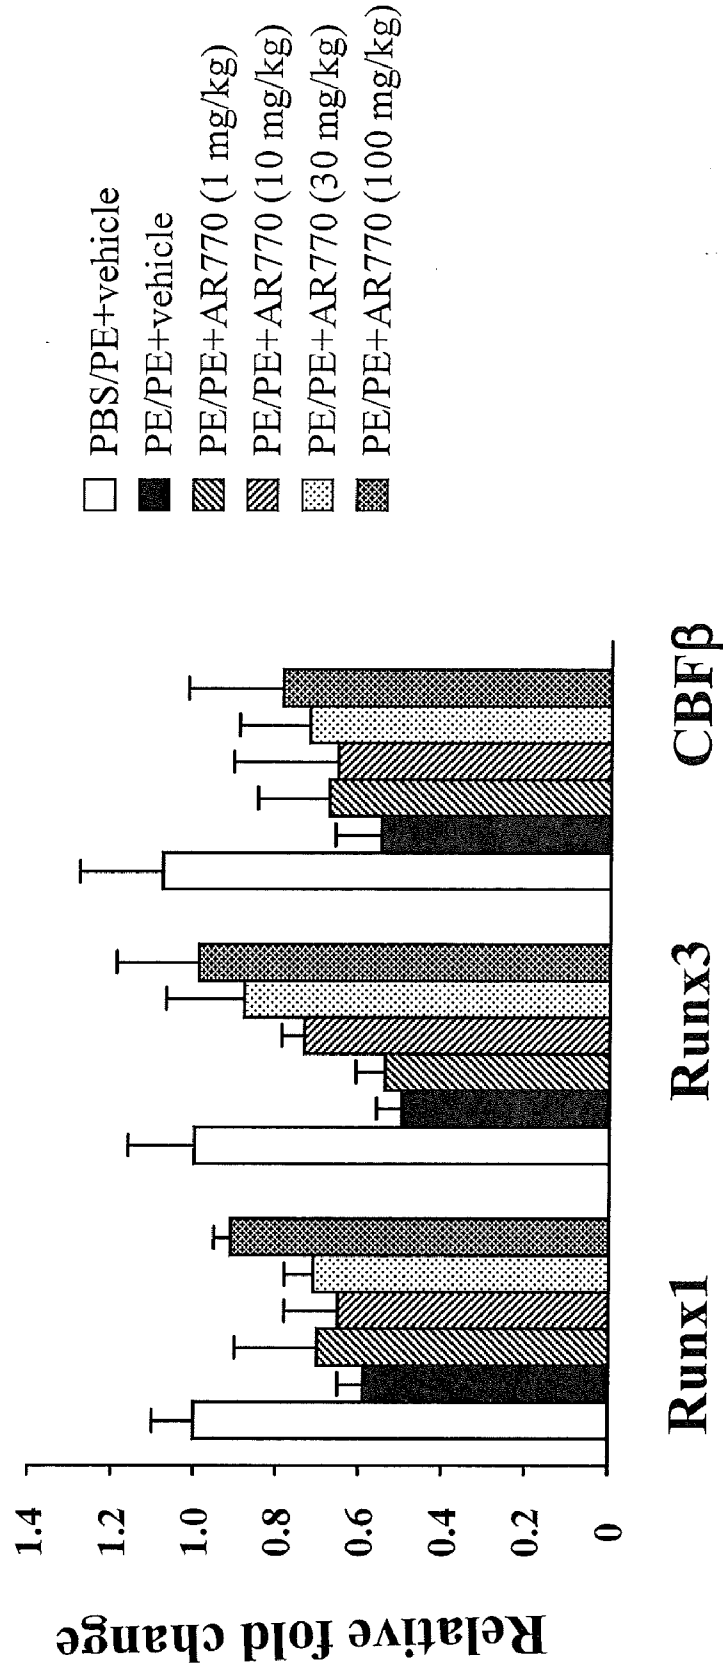 Relative fold change
1.4
1.2
1.0
0.8
0.6
0.4
0.2
0
Runx1
Runx3
CBFβ
PBS/PE+vehicle
PE/PE+vehicle
PE/PE+AR770 (1 mg/kg)
PE/PE+AR770 (10 mg/kg)
PE/PE+AR770 (30 mg/kg)
PE/PE+AR770 (100 mg/kg)